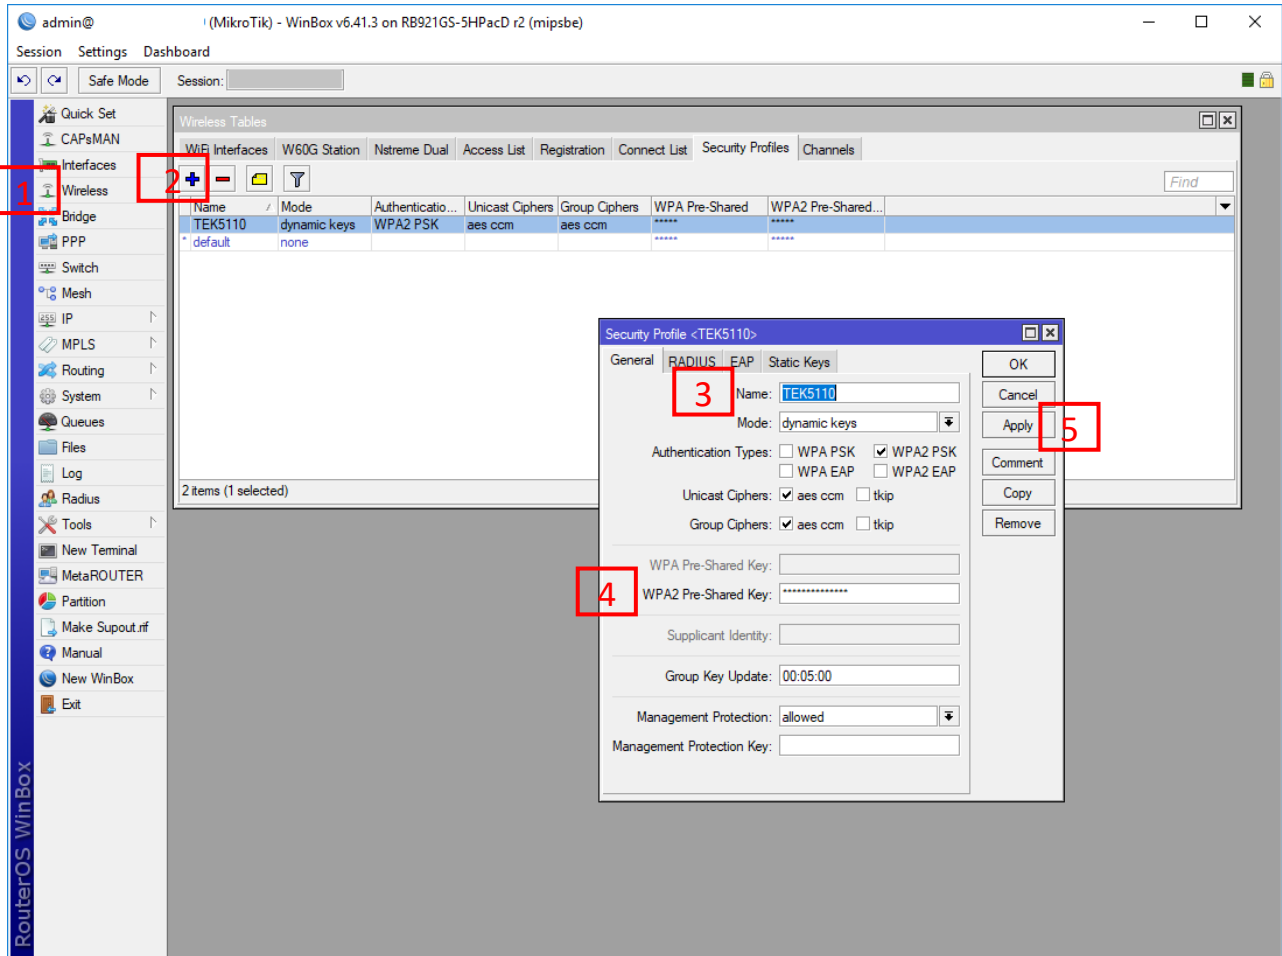 admin@ (MikroTik) - WinBox v6.41.3 on RB921GS-5HPacD r2 (mipsbe)
Session Settings Dashboard
Safe Mode Session:
Quick Set
CAPsMAN
Interfaces
Wireless
Bridge
PPP
Switch
Mesh
IP
MPLS
Routing
System
Queues
Files
Log
Radius
Tools
New Terminal
MetaROUTER
Partition
Make Supout.rif
Manual
New WinBox
Exit
RouterOS WinBox
1
Wireless Tables
WiFi Interfaces W60G Station Nstreme Dual Access List Registration Connect List Security Profiles Channels
2
Find
Name / Mode Authenticatio... Unicast Ciphers Group Ciphers WPA Pre-Shared WPA2 Pre-Shared...
TEK5110 dynamic keys WPA2 PSK aes ccm aes ccm ***** *****
* default none ***** *****
2 items (1 selected)
Security Profile <TEK5110>
General RADIUS EAP Static Keys
3
Name: TEK5110
Mode: dynamic keys
Authentication Types: WPA PSK WPA2 PSK
WPA EAP WPA2 EAP
Unicast Ciphers: aes ccm tkip
Group Ciphers: aes ccm tkip
WPA Pre-Shared Key:
4
WPA2 Pre-Shared Key: **************
Supplicant Identity:
Group Key Update: 00:05:00
Management Protection: allowed
Management Protection Key:
OK
Cancel
Apply
5
Comment
Copy
Remove